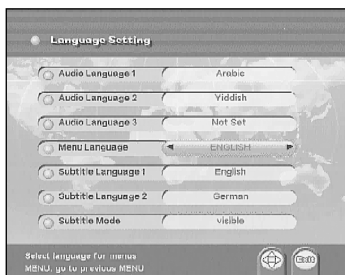 Language Setting
Audio Language 1 Arabic
Audio Language 2 Yiddish
Audio Language 3 Not Set
Menu Language ENGLISH
Subtitle Language 1 English
Subtitle Language 2 German
Subtitle Mode visible
Select language for menus
MENU, go to previous MENU